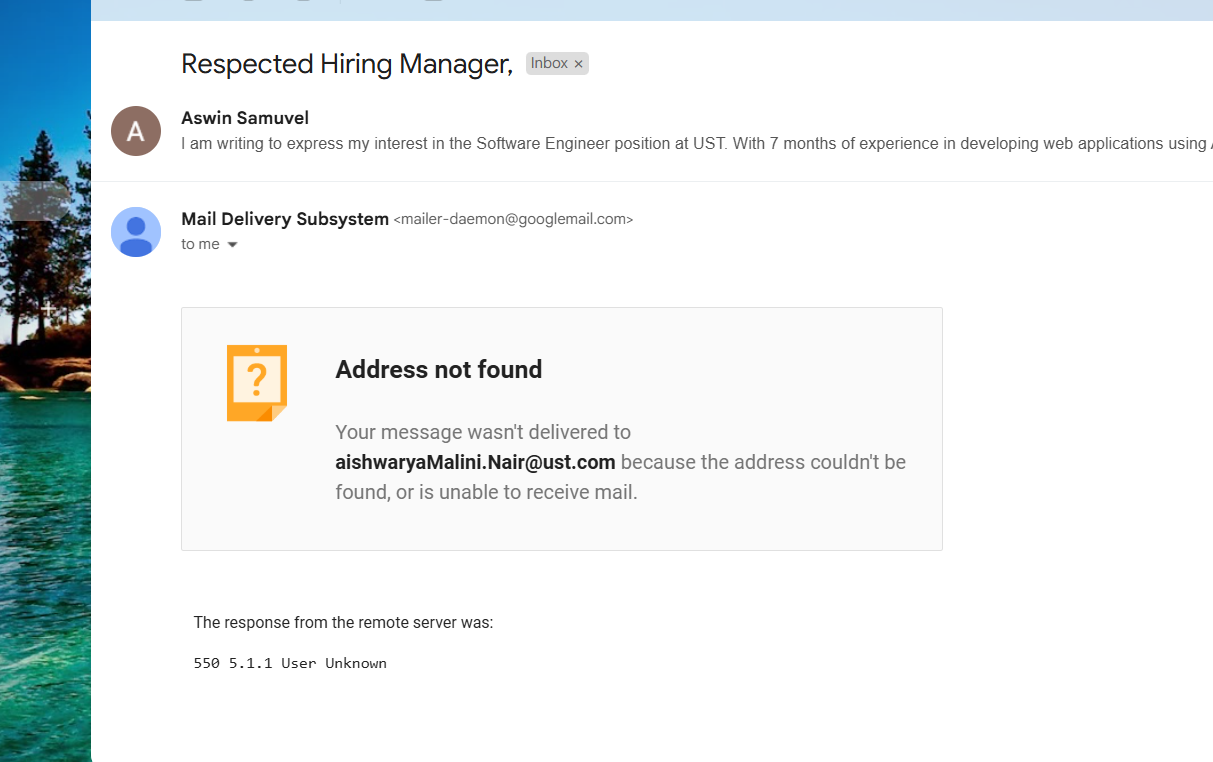 Respected Hiring Manager, Inbox ×
A
Aswin Samuvel
I am writing to express my interest in the Software Engineer position at UST. With 7 months of experience in developing web applications using
Mail Delivery Subsystem <mailer-daemon@googlemail.com>
to me
?
Address not found
Your message wasn't delivered to
aishwaryaMalini.Nair@ust.com because the address couldn't be
found, or is unable to receive mail.
The response from the remote server was:
550 5.1.1 User Unknown